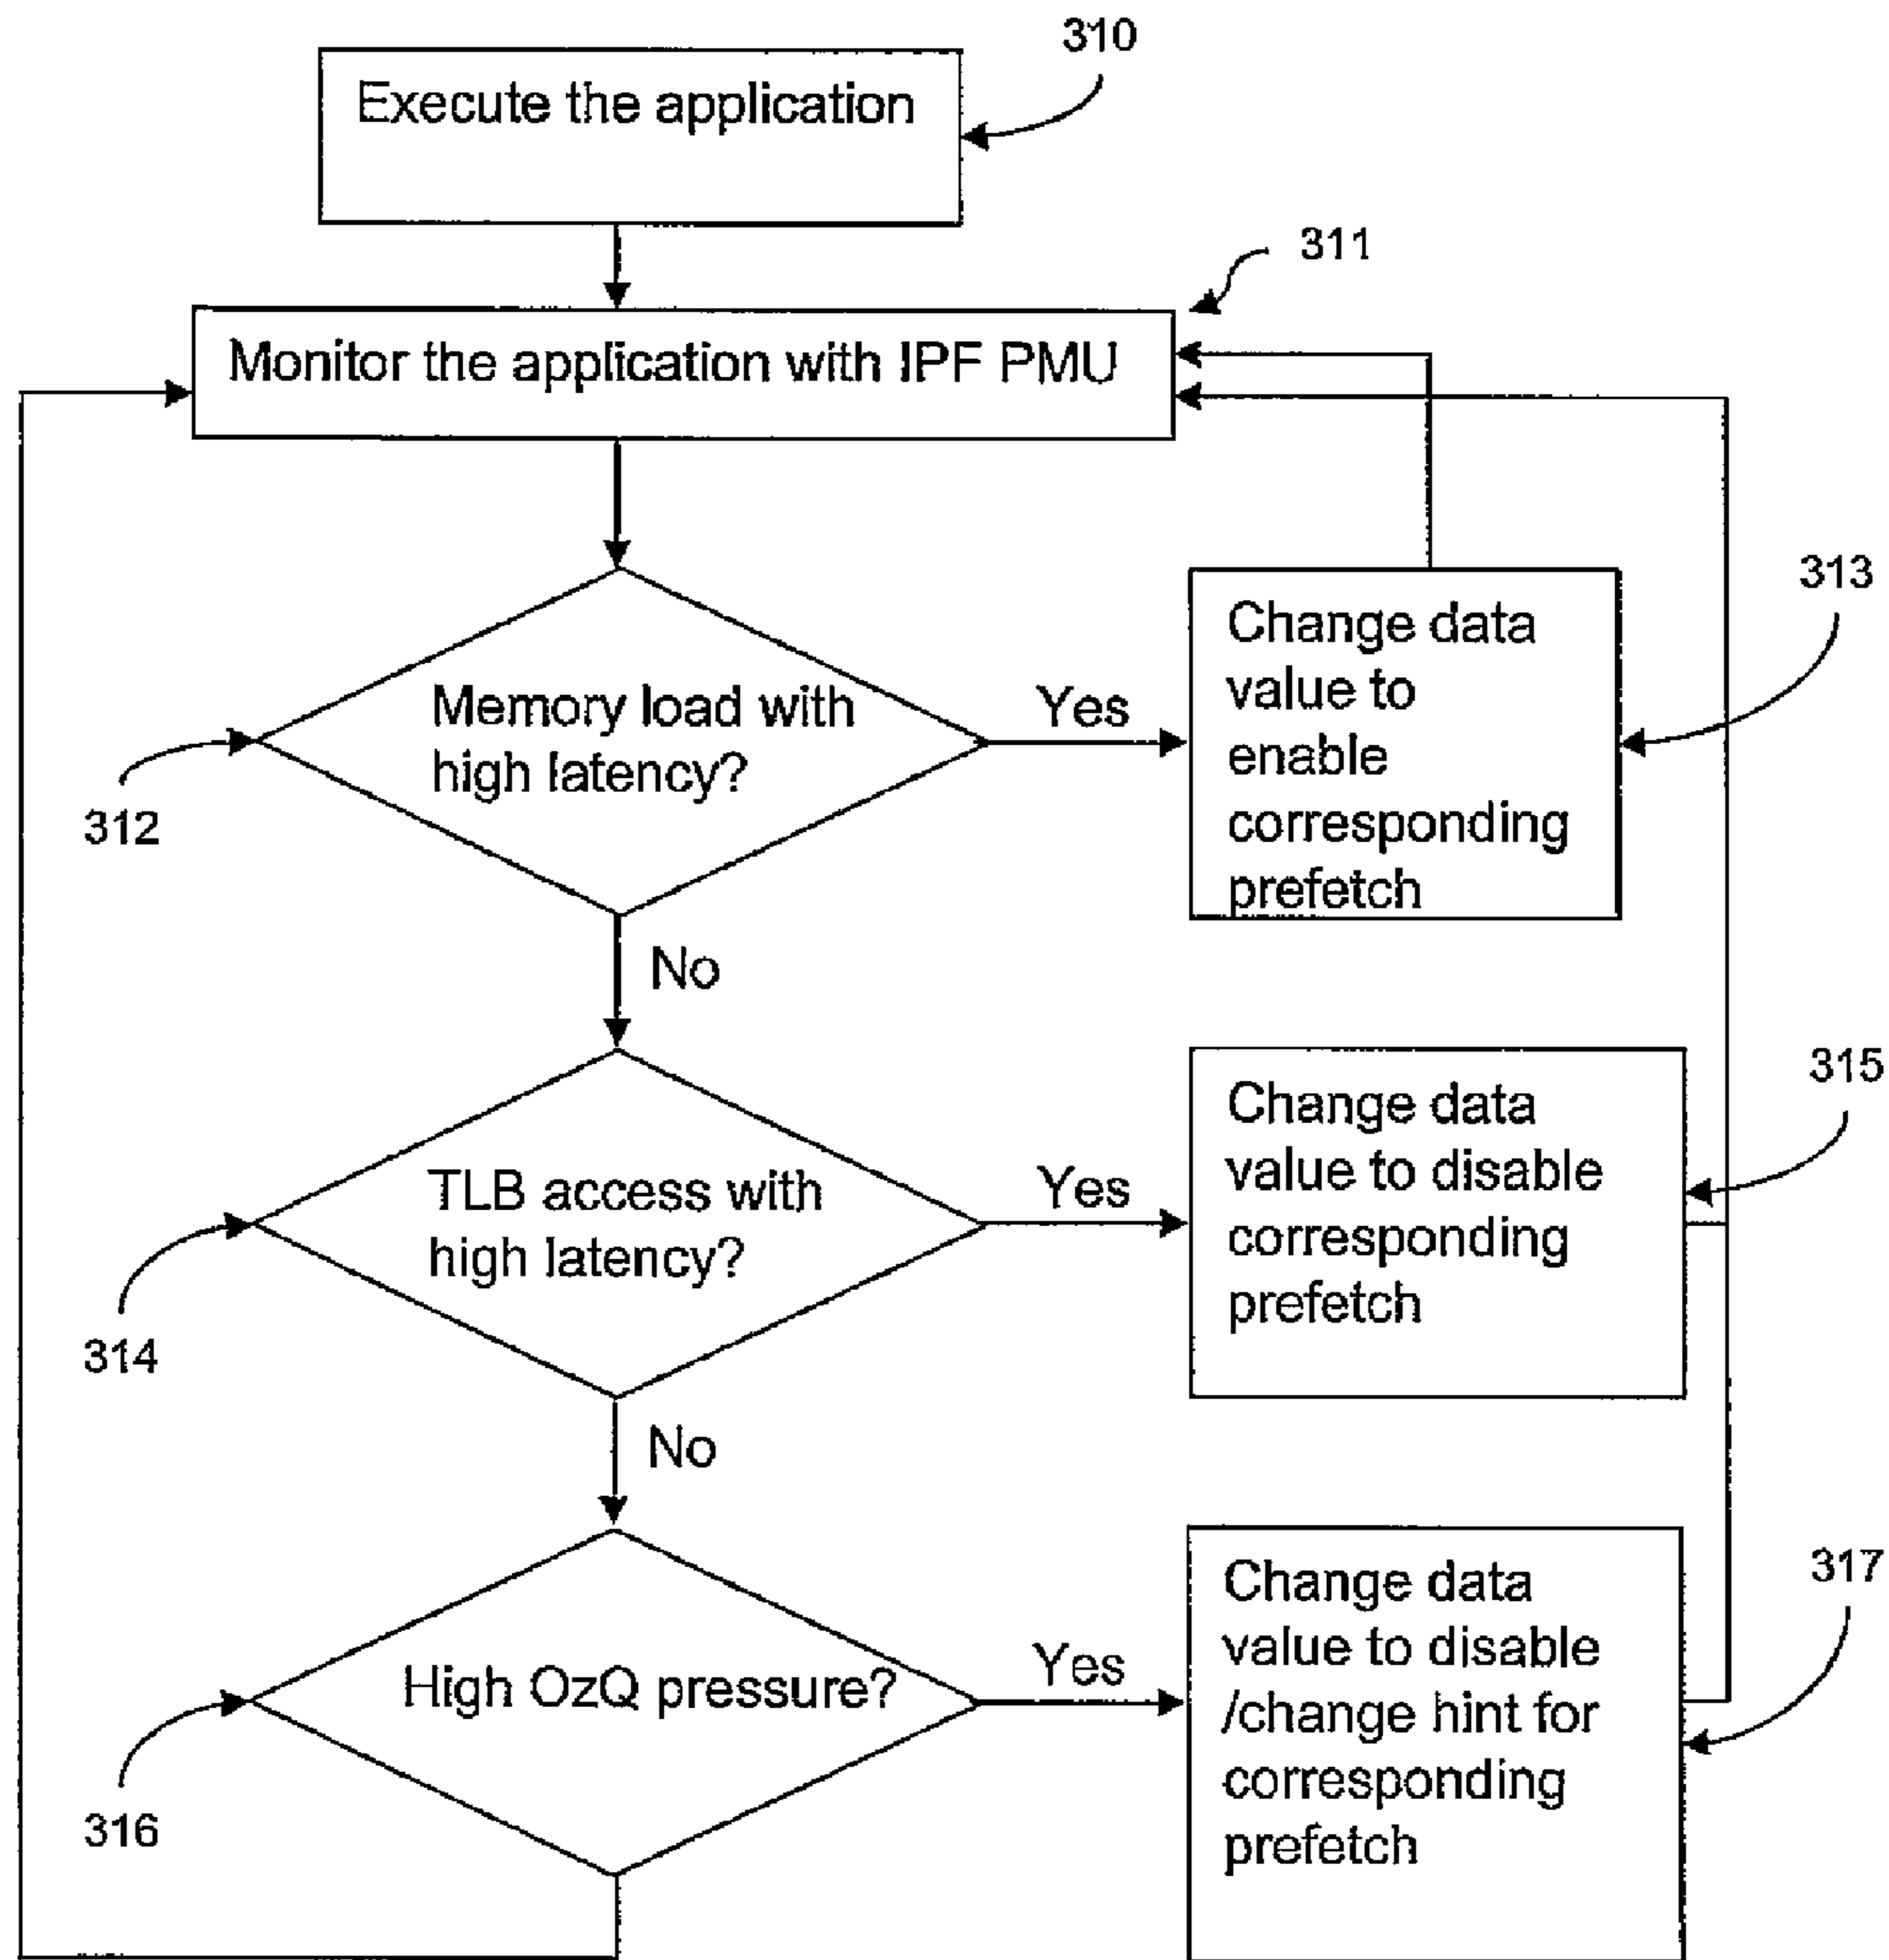 310
Execute the application
311
Monitor the application with IPF PMU
313
Memory load with
high latency?
Yes
Change data
value to
enable
corresponding
prefetch
312
No
315
TLB access with
high latency?
Yes
Change data
value to disable
corresponding
prefetch
314
No
317
High OzQ pressure?
Yes
Change data
value to disable
/change hint for
corresponding
prefetch
316